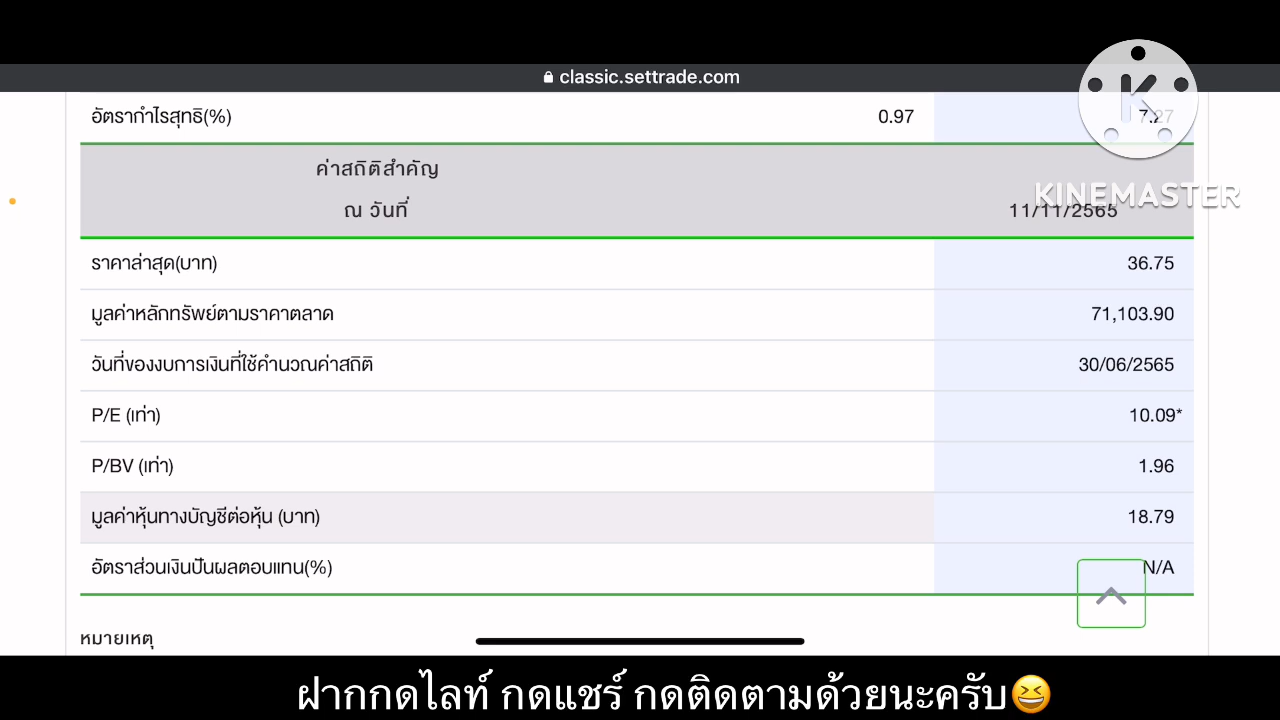 classic.settrade.com
อัตรากำไรสุทธิ(%) 0.97 7.27
ค่าสถิติสำคัญ
ณ วันที่ 11/11/2565
KINEMASTER
ราคาล่าสุด(บาท) 36.75
มูลค่าหลักทรัพย์ตามราคาตลาด 71,103.90
วันที่ของงบการเงินที่ใช้คำนวณค่าสถิติ 30/06/2565
P/E (เท่า) 10.09*
P/BV (เท่า) 1.96
มูลค่าหุ้นทางบัญชีต่อหุ้น (บาท) 18.79
อัตราส่วนเงินปันผลตอบแทน(%) N/A
หมายเหตุ
ฝากกดไลท์ กดแชร์ กดติดตามด้วยนะครับ😆